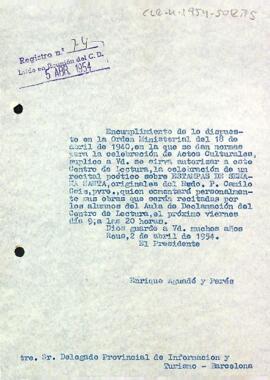 Registro n.° 74
Leído en Reunión del C. D.
5 ABR. 1954
Encumplimiento de lo dispues-
to en la Orden Ministerial del 18 de
abril de 1940, en la que se dan normas
para la celebración de Actos Culturales,
suplico a Vd. se sirva autorizar a este
Centro de Lectura, la celebración de un
recital poético sobre ESTAMPAS DE SEMA-
NA SANTA, originales del Rvdo. P. Camilo
Geis, pvro., quien comentará personalmen-
te sus obras que serán recitadas por
los alumnos del Aula de Declamación del
Centro de Lectura, el próximo viernes
día 9, a las 20 horas.
Dios guarde a Vd. muchos años
Reus, 2 de abril de 1954.
El Presidente
Enrique Aguadé y Parés
tre. Sr. Delegado Provincial de Informacion y
Turismo - Barcelona